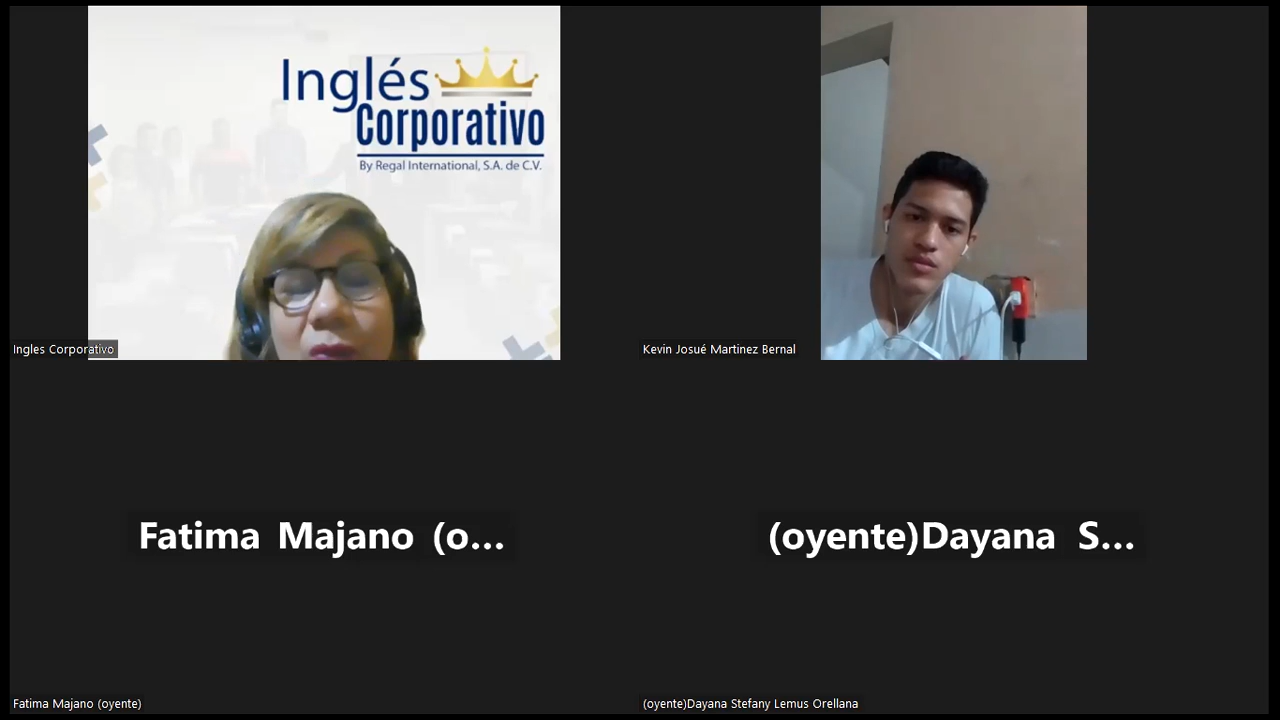 Inglés
Corporativo
By Regal International, S.A. de C.V.
Ingles Corporativo
Kevin Josué Martinez Bernal
Fatima Majano (o...
(oyente)Dayana S...
Fatima Majano (oyente)
(oyente)Dayana Stefany Lemus Orellana